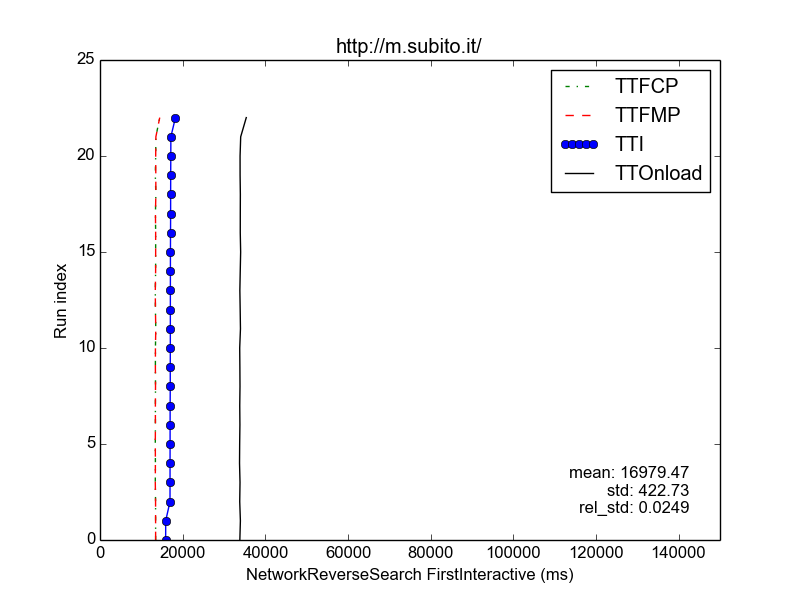 http://m.subito.it/
TTFCP
TTFMP
TTI
TTOnload
25
20
15
10
5
0
Run index
mean: 16979.47
std: 422.73
rel_std: 0.0249
0 20000 40000 60000 80000 100000 120000 140000
NetworkReverseSearch FirstInteractive (ms)